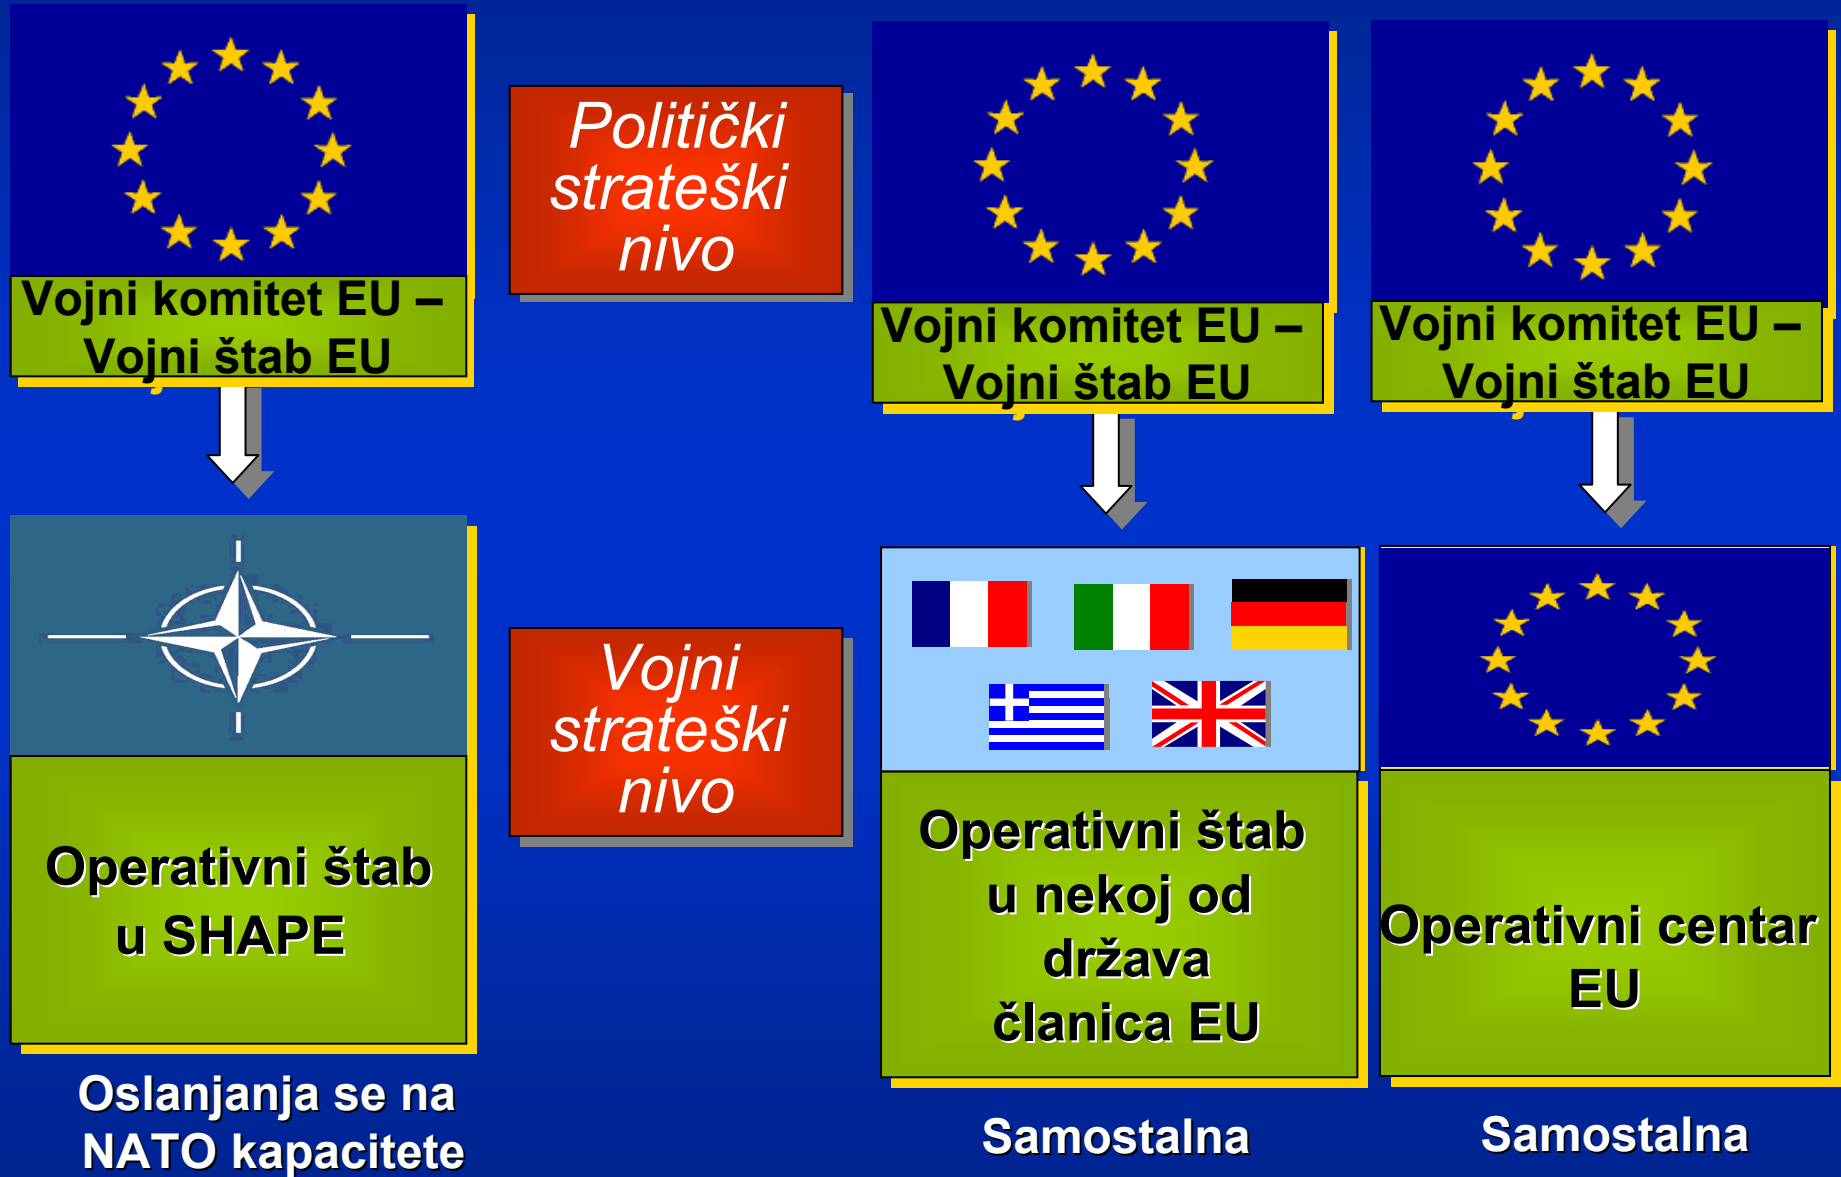 Vojni komitet EU –
Vojni štab EU
Politički
strateški
nivo
Vojni komitet EU –
Vojni štab EU
Vojni komitet EU –
Vojni štab EU
Operativni štab
u SHAPE
Oslanjanja se na
NATO kapacitete
Vojni
strateški
nivo
Operativni štab
u nekoj od
država
članica EU
Samostalna
Operativni centar
EU
Samostalna